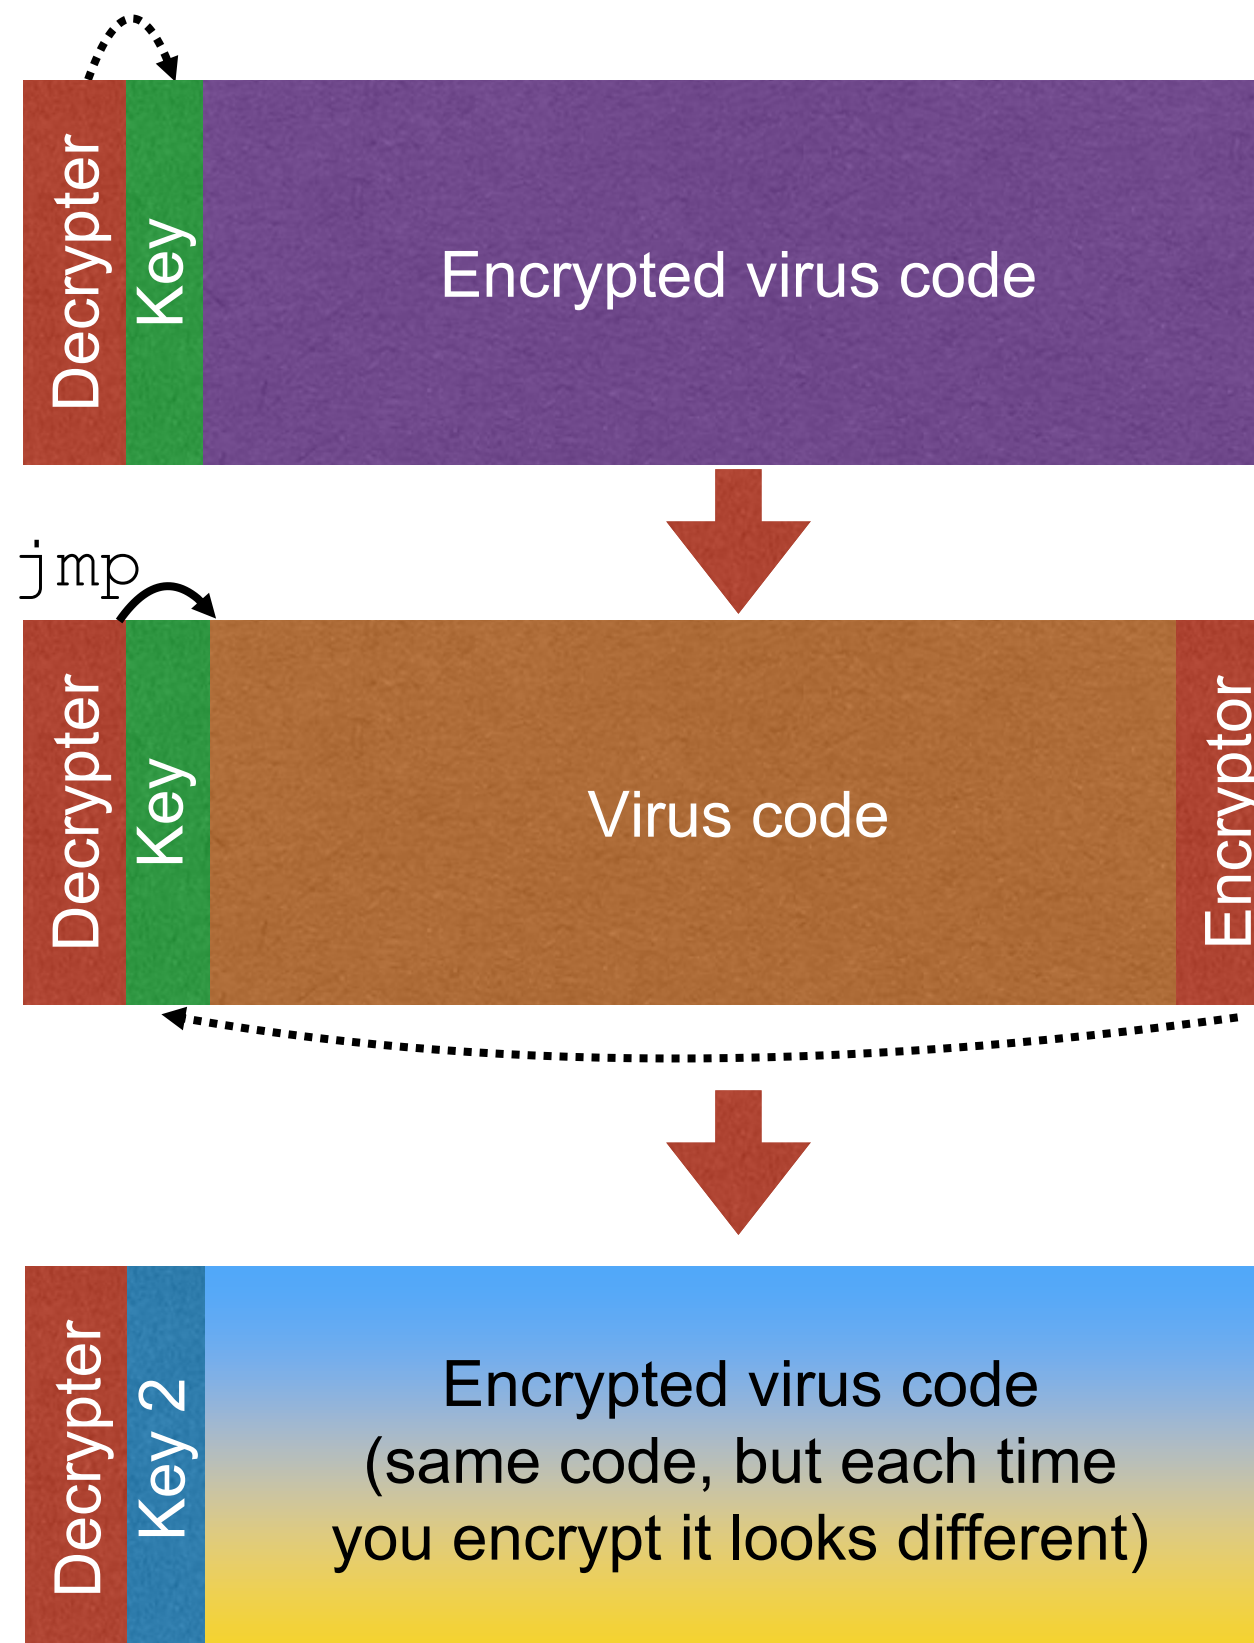 Decrypter
Key
Encrypted virus code
jmp
Decrypter
Key
Virus code
Encryptor
Decrypter
Key 2
Encrypted virus code
(same code, but each time
you encrypt it looks different)